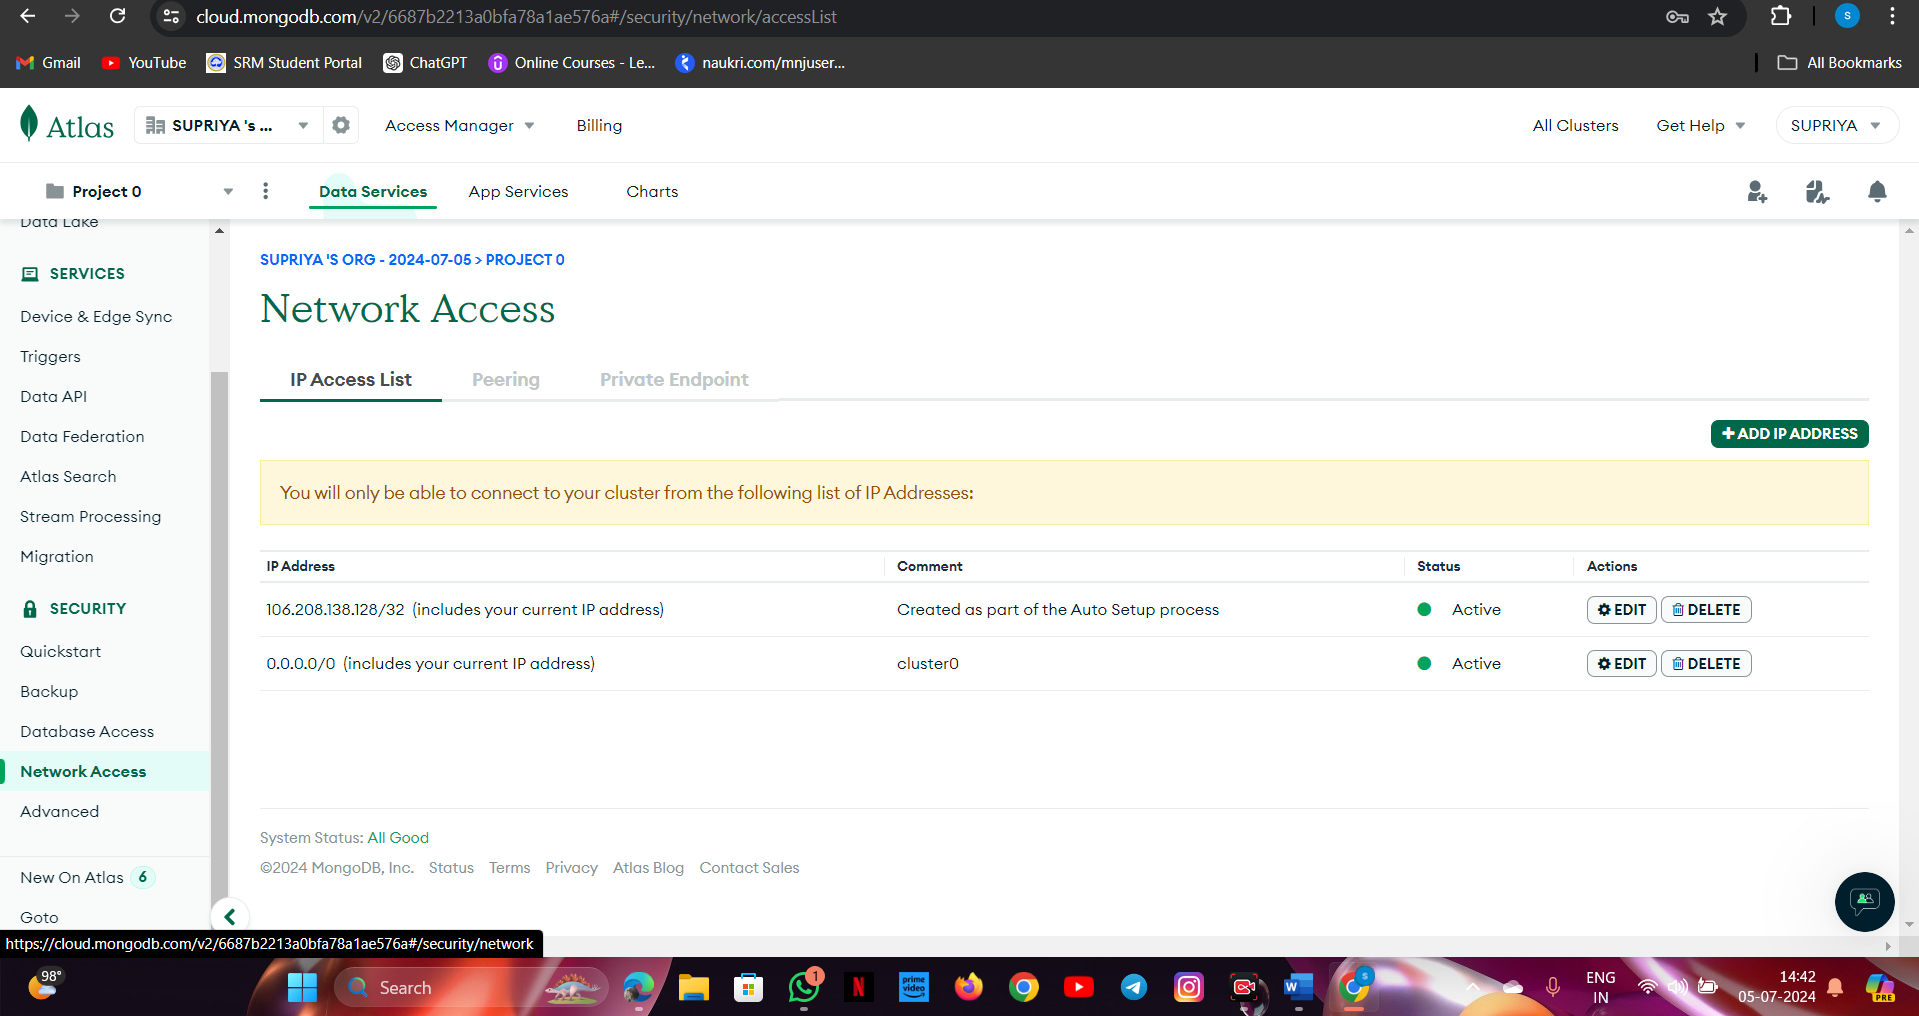 cloud.mongodb.com/v2/6687b2213a0bfa78a1ae576a#/security/network/accessList
S
Gmail YouTube SRM Student Portal ChatGPT Online Courses - Le... naukri.com/mnjuser... All Bookmarks
Atlas SUPRIYA 's ... Access Manager Billing All Clusters Get Help SUPRIYA
Project 0 Data Services App Services Charts
Data Lake
SERVICES
Device & Edge Sync
Triggers
Data API
Data Federation
Atlas Search
Stream Processing
Migration
SECURITY
Quickstart
Backup
Database Access
Network Access
Advanced
New On Atlas 6
Goto
SUPRIYA 'S ORG - 2024-07-05 > PROJECT 0
Network Access
IP Access List Peering Private Endpoint
+ ADD IP ADDRESS
You will only be able to connect to your cluster from the following list of IP Addresses:
IP Address Comment Status Actions
106.208.138.128/32 (includes your current IP address) Created as part of the Auto Setup process Active EDIT DELETE
0.0.0.0/0 (includes your current IP address) cluster0 Active EDIT DELETE
System Status: All Good
©2024 MongoDB, Inc. Status Terms Privacy Atlas Blog Contact Sales
https://cloud.mongodb.com/v2/6687b2213a0bfa78a1ae576a#/security/network
98°
Search
1
N
prime video
W
S
ENG
IN
14:42
05-07-2024
PRE